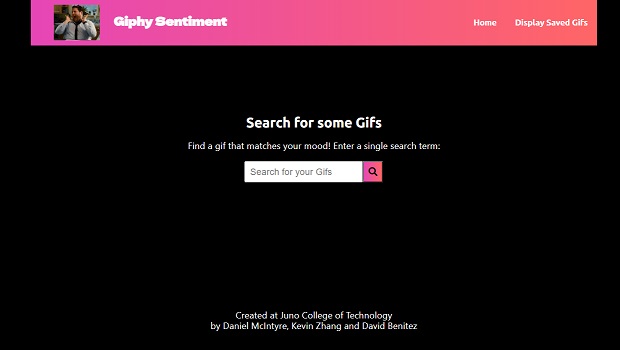 Giphy Sentiment
Home
Display Saved Gifs
Search for some Gifs
Find a gif that matches your mood! Enter a single search term:
Search for your Gifs
Created at Juno College of Technology
by Daniel McIntyre, Kevin Zhang and David Benitez